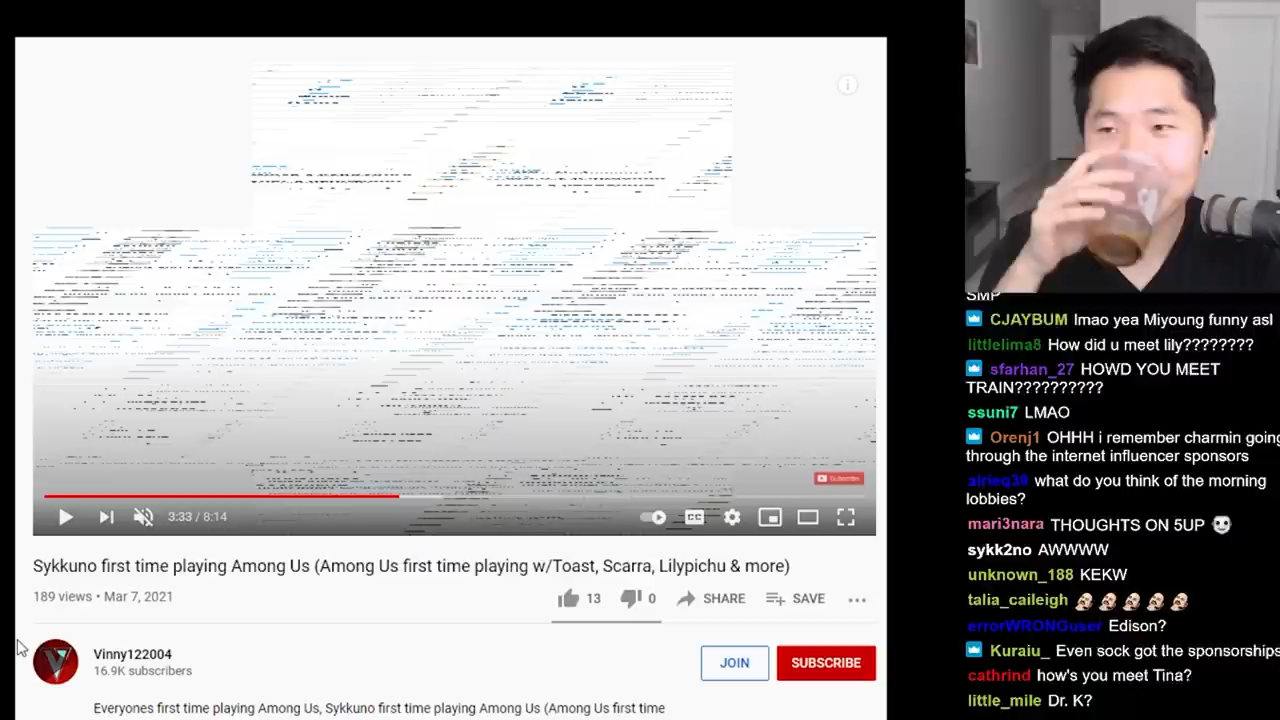 Subscribe
3:33 / 8:14
CC
Sykkuno first time playing Among Us (Among Us first time playing w/Toast, Scarra, Lilypichu & more)
189 views • Mar 7, 2021
13
0
SHARE
SAVE
Vinny122004
16.9K subscribers
JOIN
SUBSCRIBE
Everyones first time playing Among Us, Sykkuno first time playing Among Us (Among Us first time
SMP
CJAYBUM lmao yea Miyoung funny asl
littlelima8 How did u meet lily????????
sfarhan_27 HOWD YOU MEET
TRAIN??????????
ssuni7 LMAO
Orenj1 OHHH i remember charmin going
through the internet influencer sponsors
what do you think of the morning
lobbies?
mari3nara THOUGHTS ON 5UP
sykk2no AWWWW
unknown_188 KEKW
talia_caileigh
errorWRONGuser Edison?
Kuraiu_ Even sock got the sponsorships
cathrind how's you meet Tina?
little_mile Dr. K?